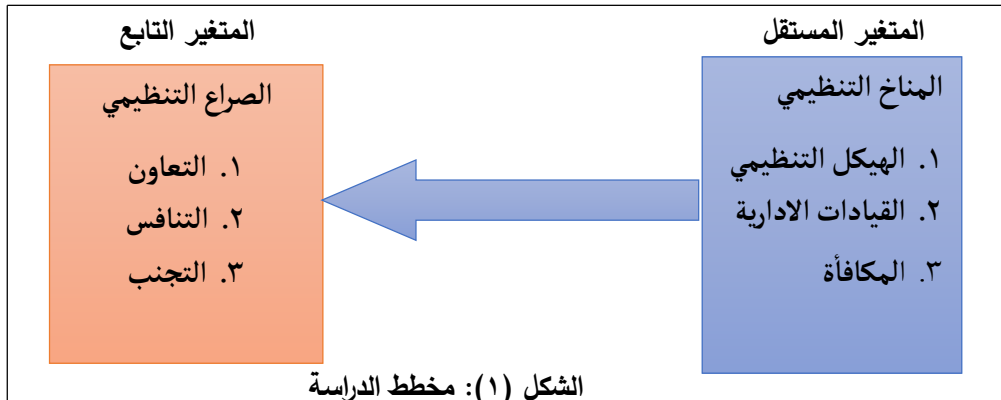 المتغير المستقل
المناخ التنظيمي
١. الهيكل التنظيمي
٢. القيادات الادارية
٣. المكافأة
المتغير التابع
الصراع التنظيمي
١. التعاون
٢. التنافس
٣. التجنب
الشكل (١): مخطط الدراسة